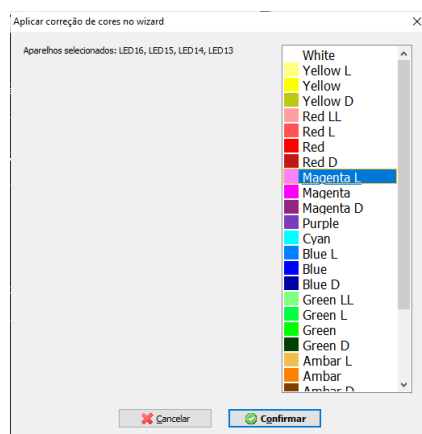 Aplicar correção de cores no wizard
Aparelhos selecionados: LED16, LED15, LED14, LED13
White
Yellow L
Yellow
Yellow D
Red LL
Red L
Red
Red D
Magenta L
Magenta
Magenta D
Purple
Cyan
Blue L
Blue
Blue D
Green LL
Green L
Green
Green D
Ambar L
Ambar
Ambar D
Cancelar
Confirmar